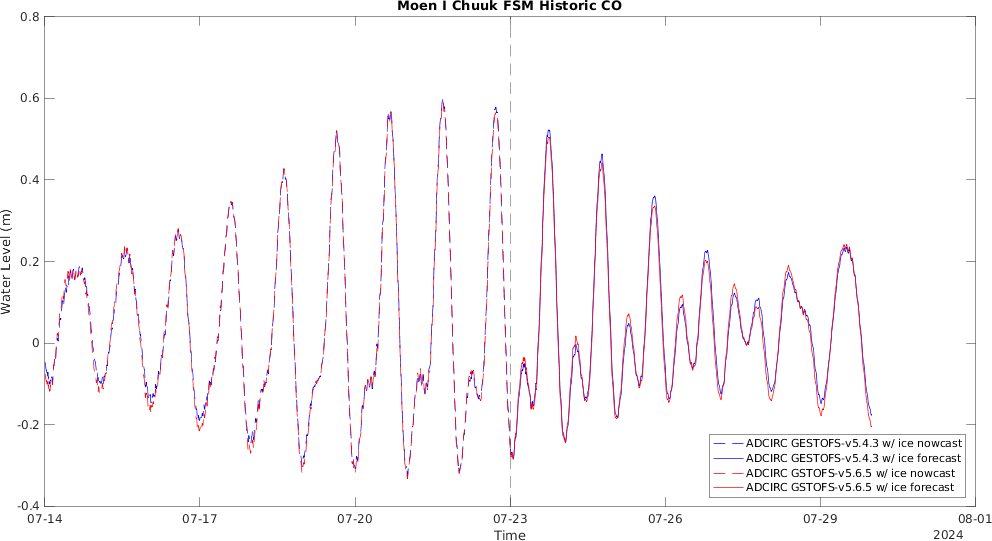 Moen I Chuuk FSM Historic CO
Water Level (m)
0.8
0.6
0.4
0.2
0
-0.2
-0.4
07-14
07-17
07-20
07-23
07-26
07-29
08-01
Time
2024
ADCIRC GESTOFS-v5.4.3 w/ ice nowcast
ADCIRC GESTOFS-v5.4.3 w/ ice forecast
ADCIRC GSTOFS-v5.6.5 w/ ice nowcast
ADCIRC GSTOFS-v5.6.5 w/ ice forecast